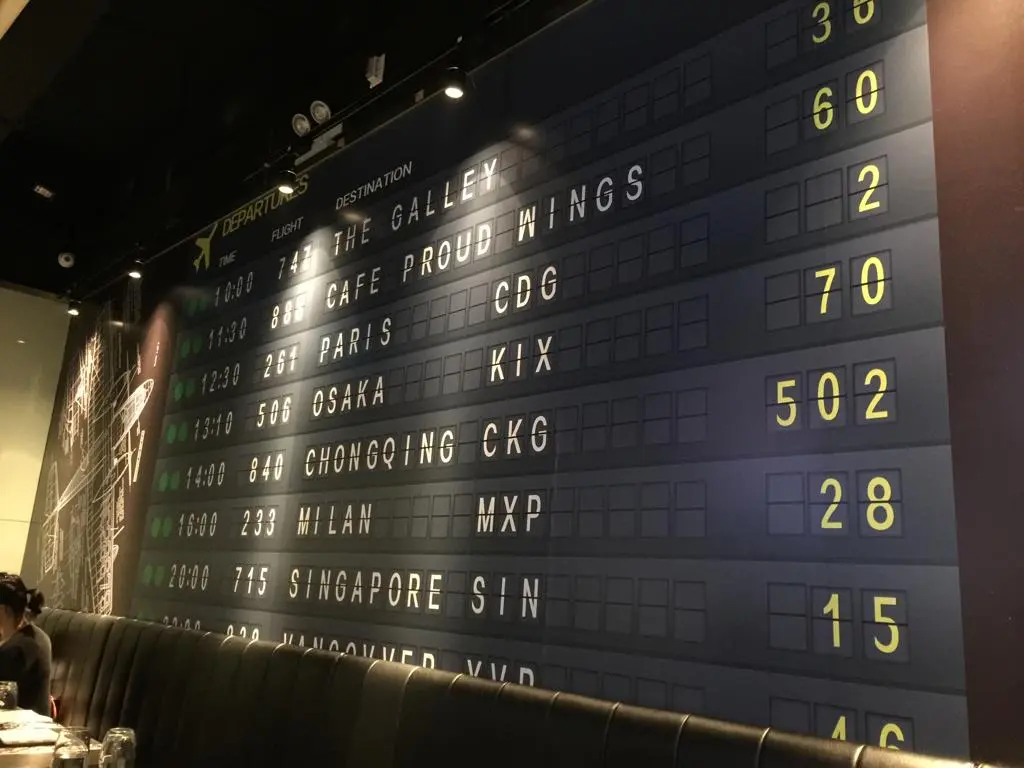 DEPARTURES
TIME FLIGHT DESTINATION
10:00 747 THE GALLEY
11:30 CAFE PROUD WINGS 60
12:30 261 PARIS CDG 2
13:10 506 OSAKA KIX 70
14:00 840 CHONGQING CKG 502
16:00 233 MILAN MXP 28
20:00 715 SINGAPORE SIN 15
VANCOUVER YVR